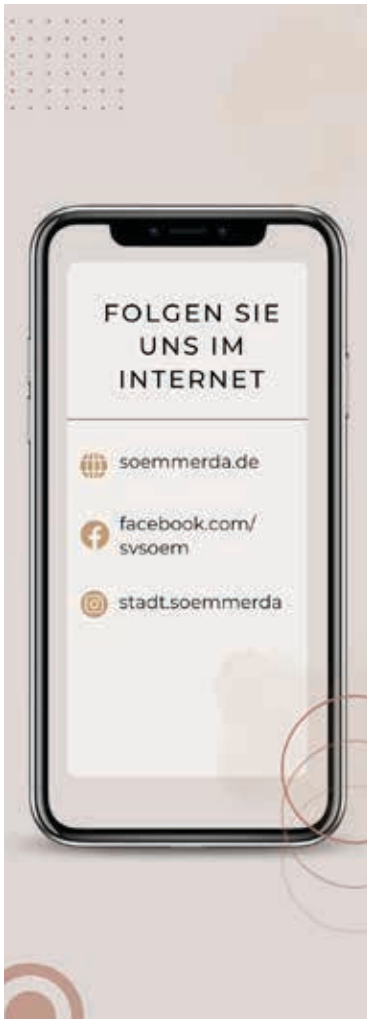 FOLGEN SIE
UNS IM
INTERNET
soemmerda.de
facebook.com/
svsoem
stadt.soemmerda